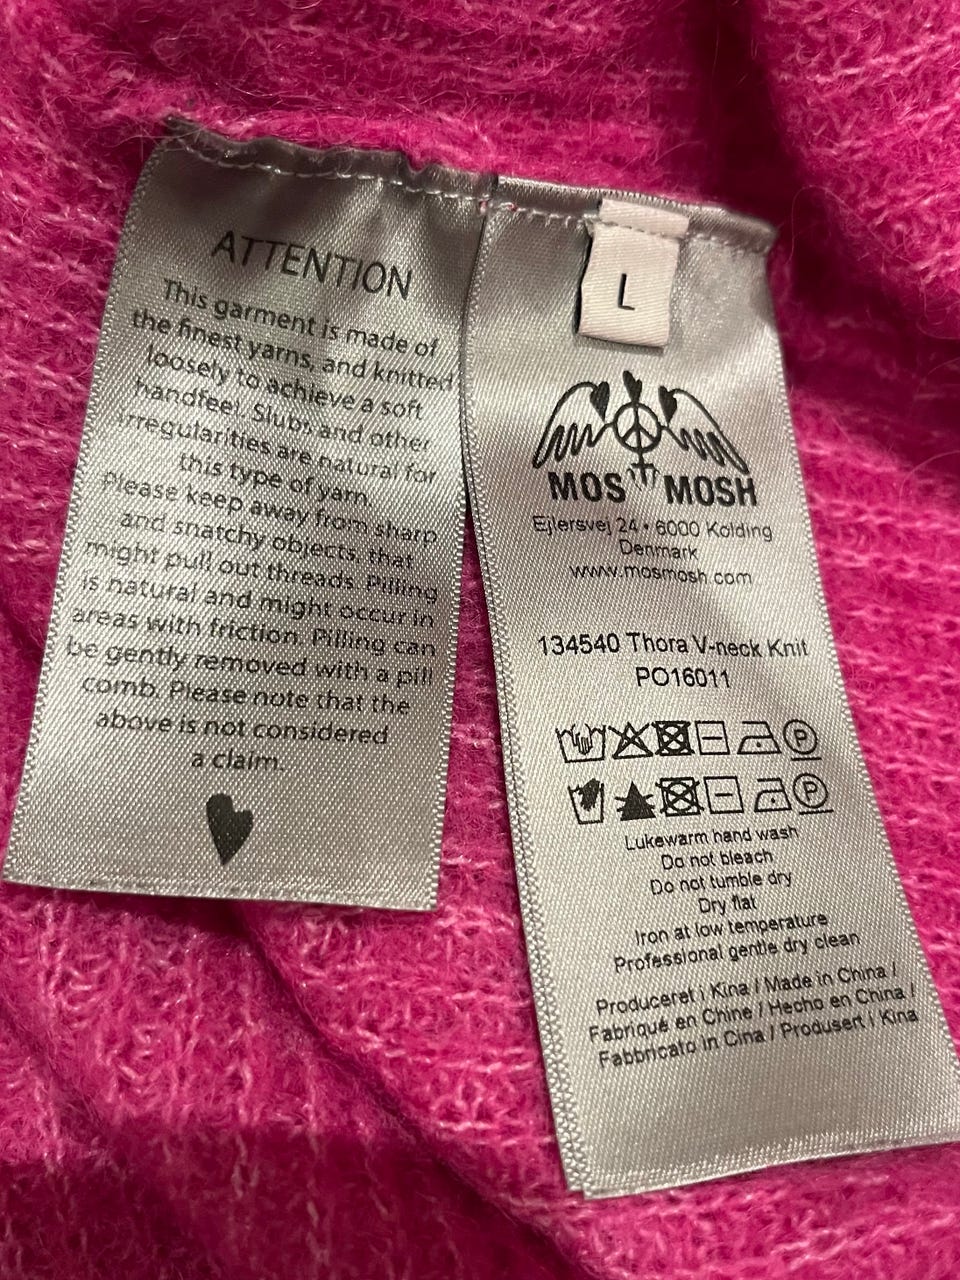 ATTENTION
This garment is made of
the finest yarns, and knitted
loosely to achieve a soft
handfeel. Slubs, and other
irregularities are natural for
this type of yarn.
Please keep away from sharp
and snatchy objects, that
might pull out threads. Pilling
is natural and might occur in
areas with friction. Pilling can
be gently removed with a pill
comb. Please note that the
above is not considered
a claim.
L
MOS MOSH
Ejlersvej 24 • 6000 Kolding
Denmark
www.mosmosh.com
134540 Thora V-neck Knit
PO16011
P
P
Lukewarm hand wash
Do not bleach
Do not tumble dry
Dry flat
Iron at low temperature
Professional gentle dry clean
Produceret i Kina / Made in China /
Fabriqué en Chine / Hecho en China /
Fabbricato in Cina / Produsert i Kina